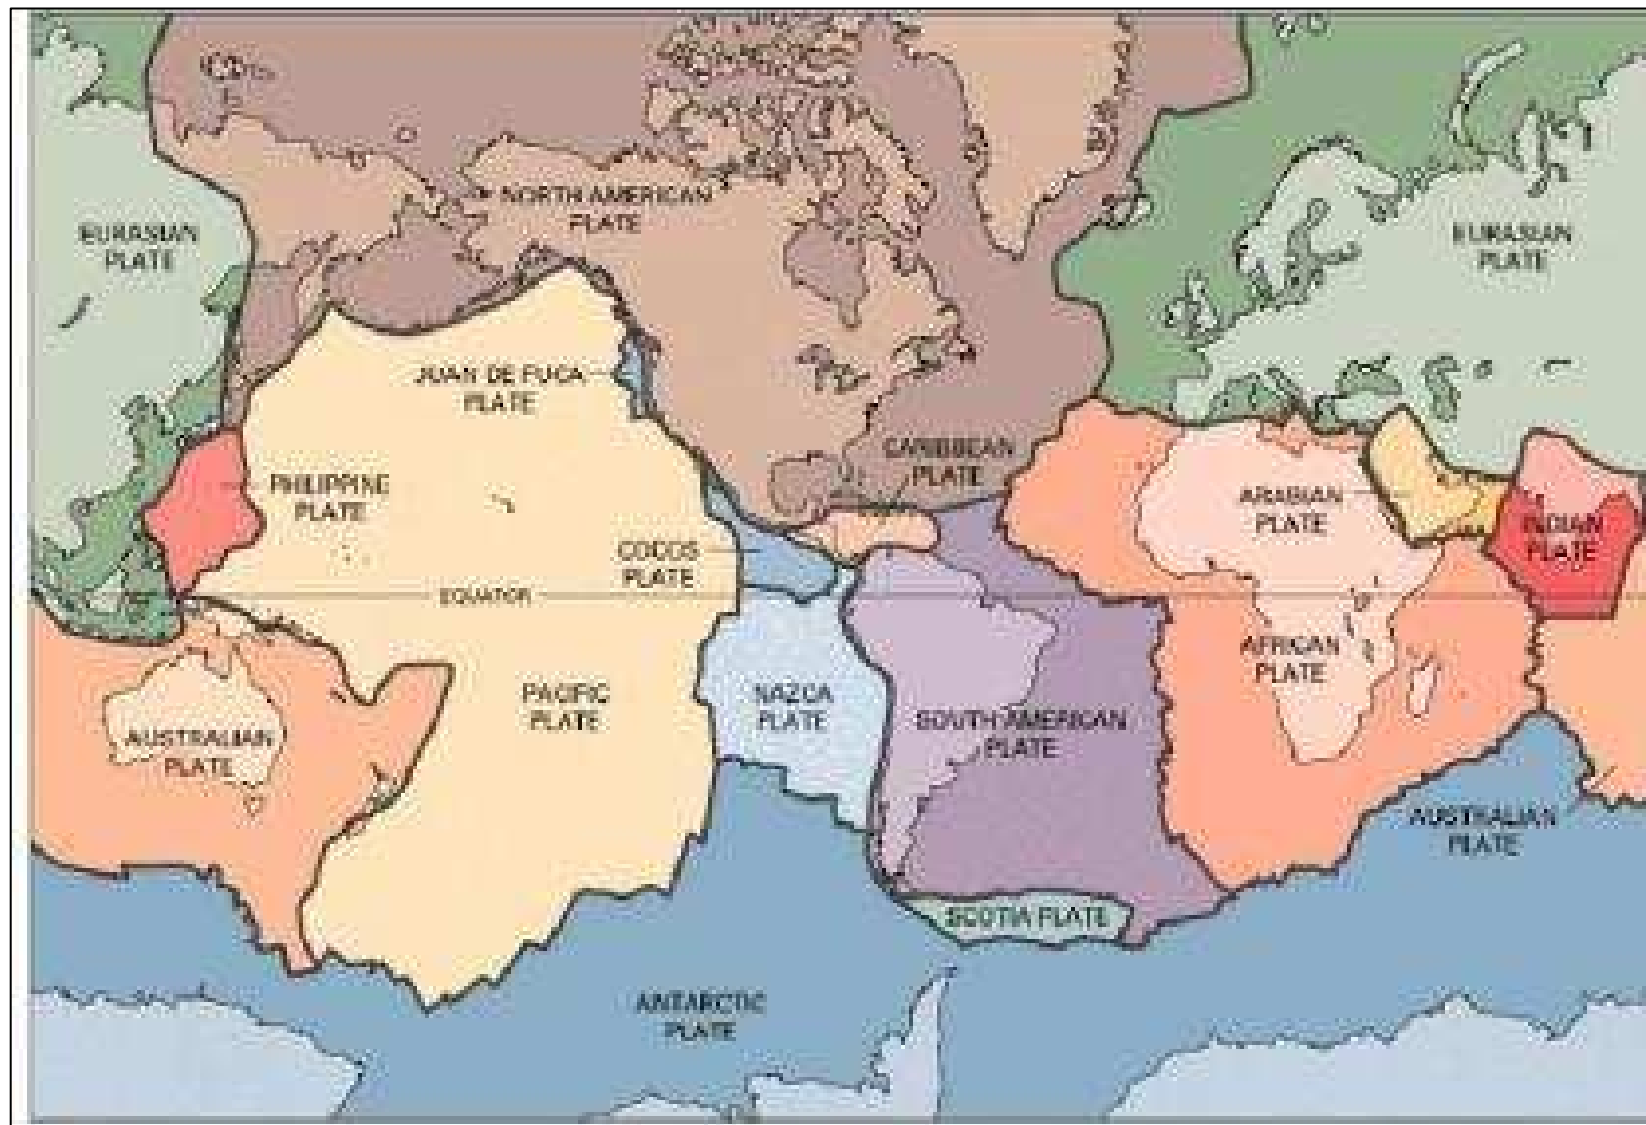 NORTH AMERICAN
PLATE
EURASIAN
PLATE
EURASIAN
PLATE
JUAN DE FUCA
PLATE
CARIBBEAN
PLATE
PHILIPPINE
PLATE
ARABIAN
PLATE
INDIAN
PLATE
COCOS
PLATE
EQUATOR
AFRICAN
PLATE
PACIFIC
PLATE
NAZCA
PLATE
SOUTH AMERICAN
PLATE
AUSTRALIAN
PLATE
AUSTRALIAN
PLATE
SCOTIA PLATE
ANTARCTIC
PLATE